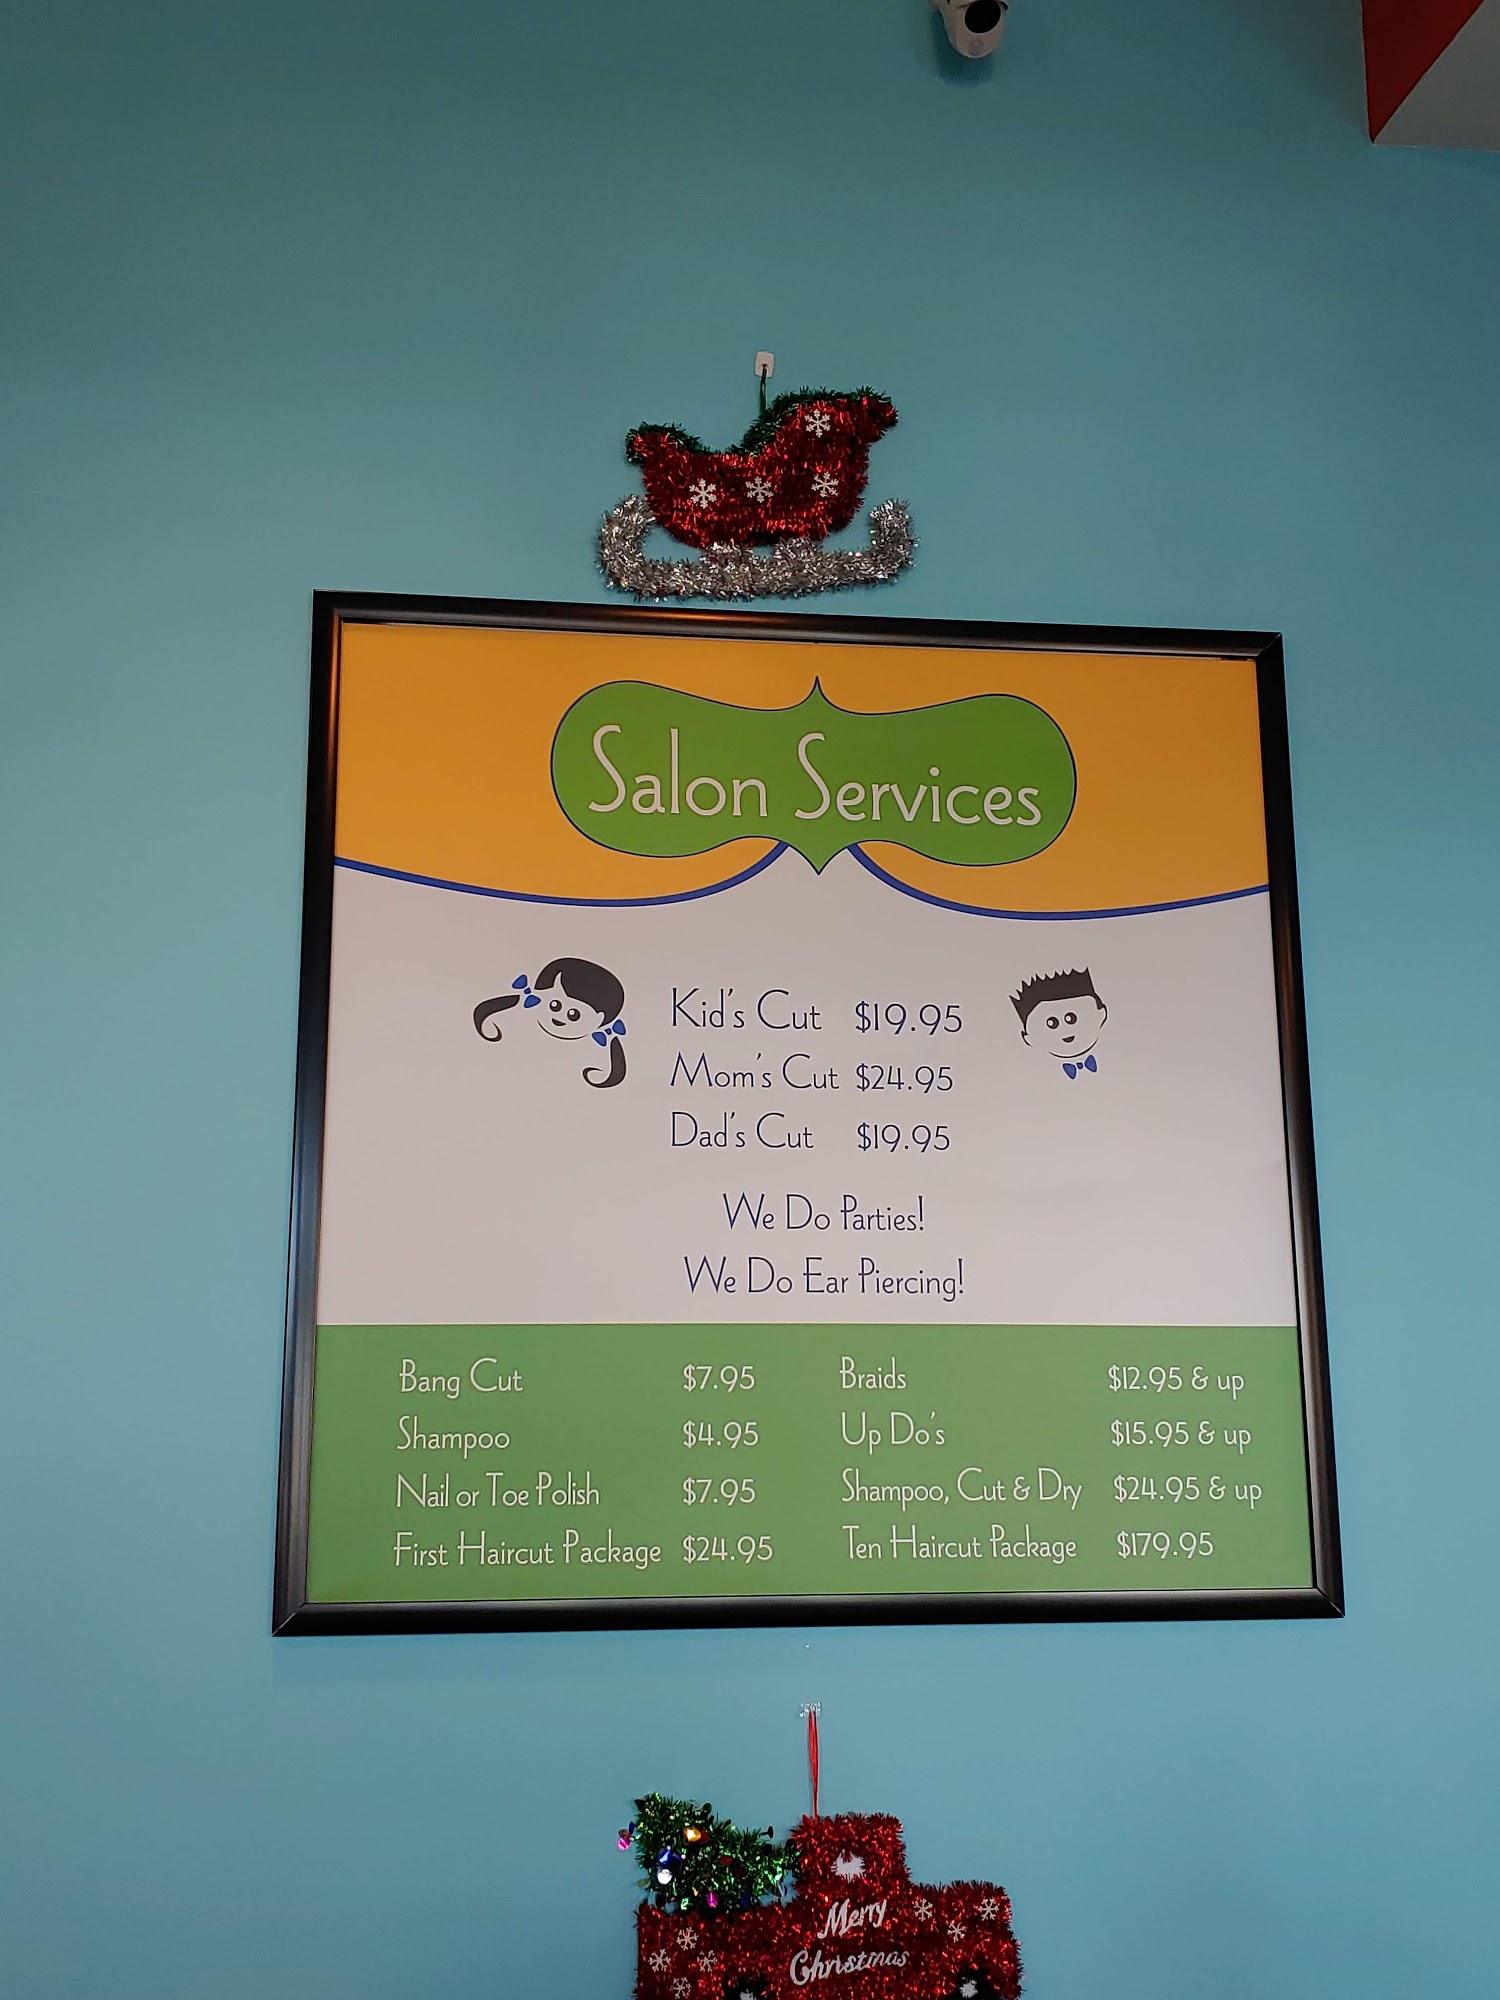 Salon Services
Kid's Cut $19.95
Mom's Cut $24.95
Dad's Cut $19.95
We Do Parties!
We Do Ear Piercing!
Bang Cut $7.95
Shampoo $4.95
Nail or Toe Polish $7.95
First Haircut Package $24.95
Braids $12.95 & up
Up Do's $15.95 & up
Shampoo, Cut & Dry $24.95 & up
Ten Haircut Package $179.95
Merry
Christmas